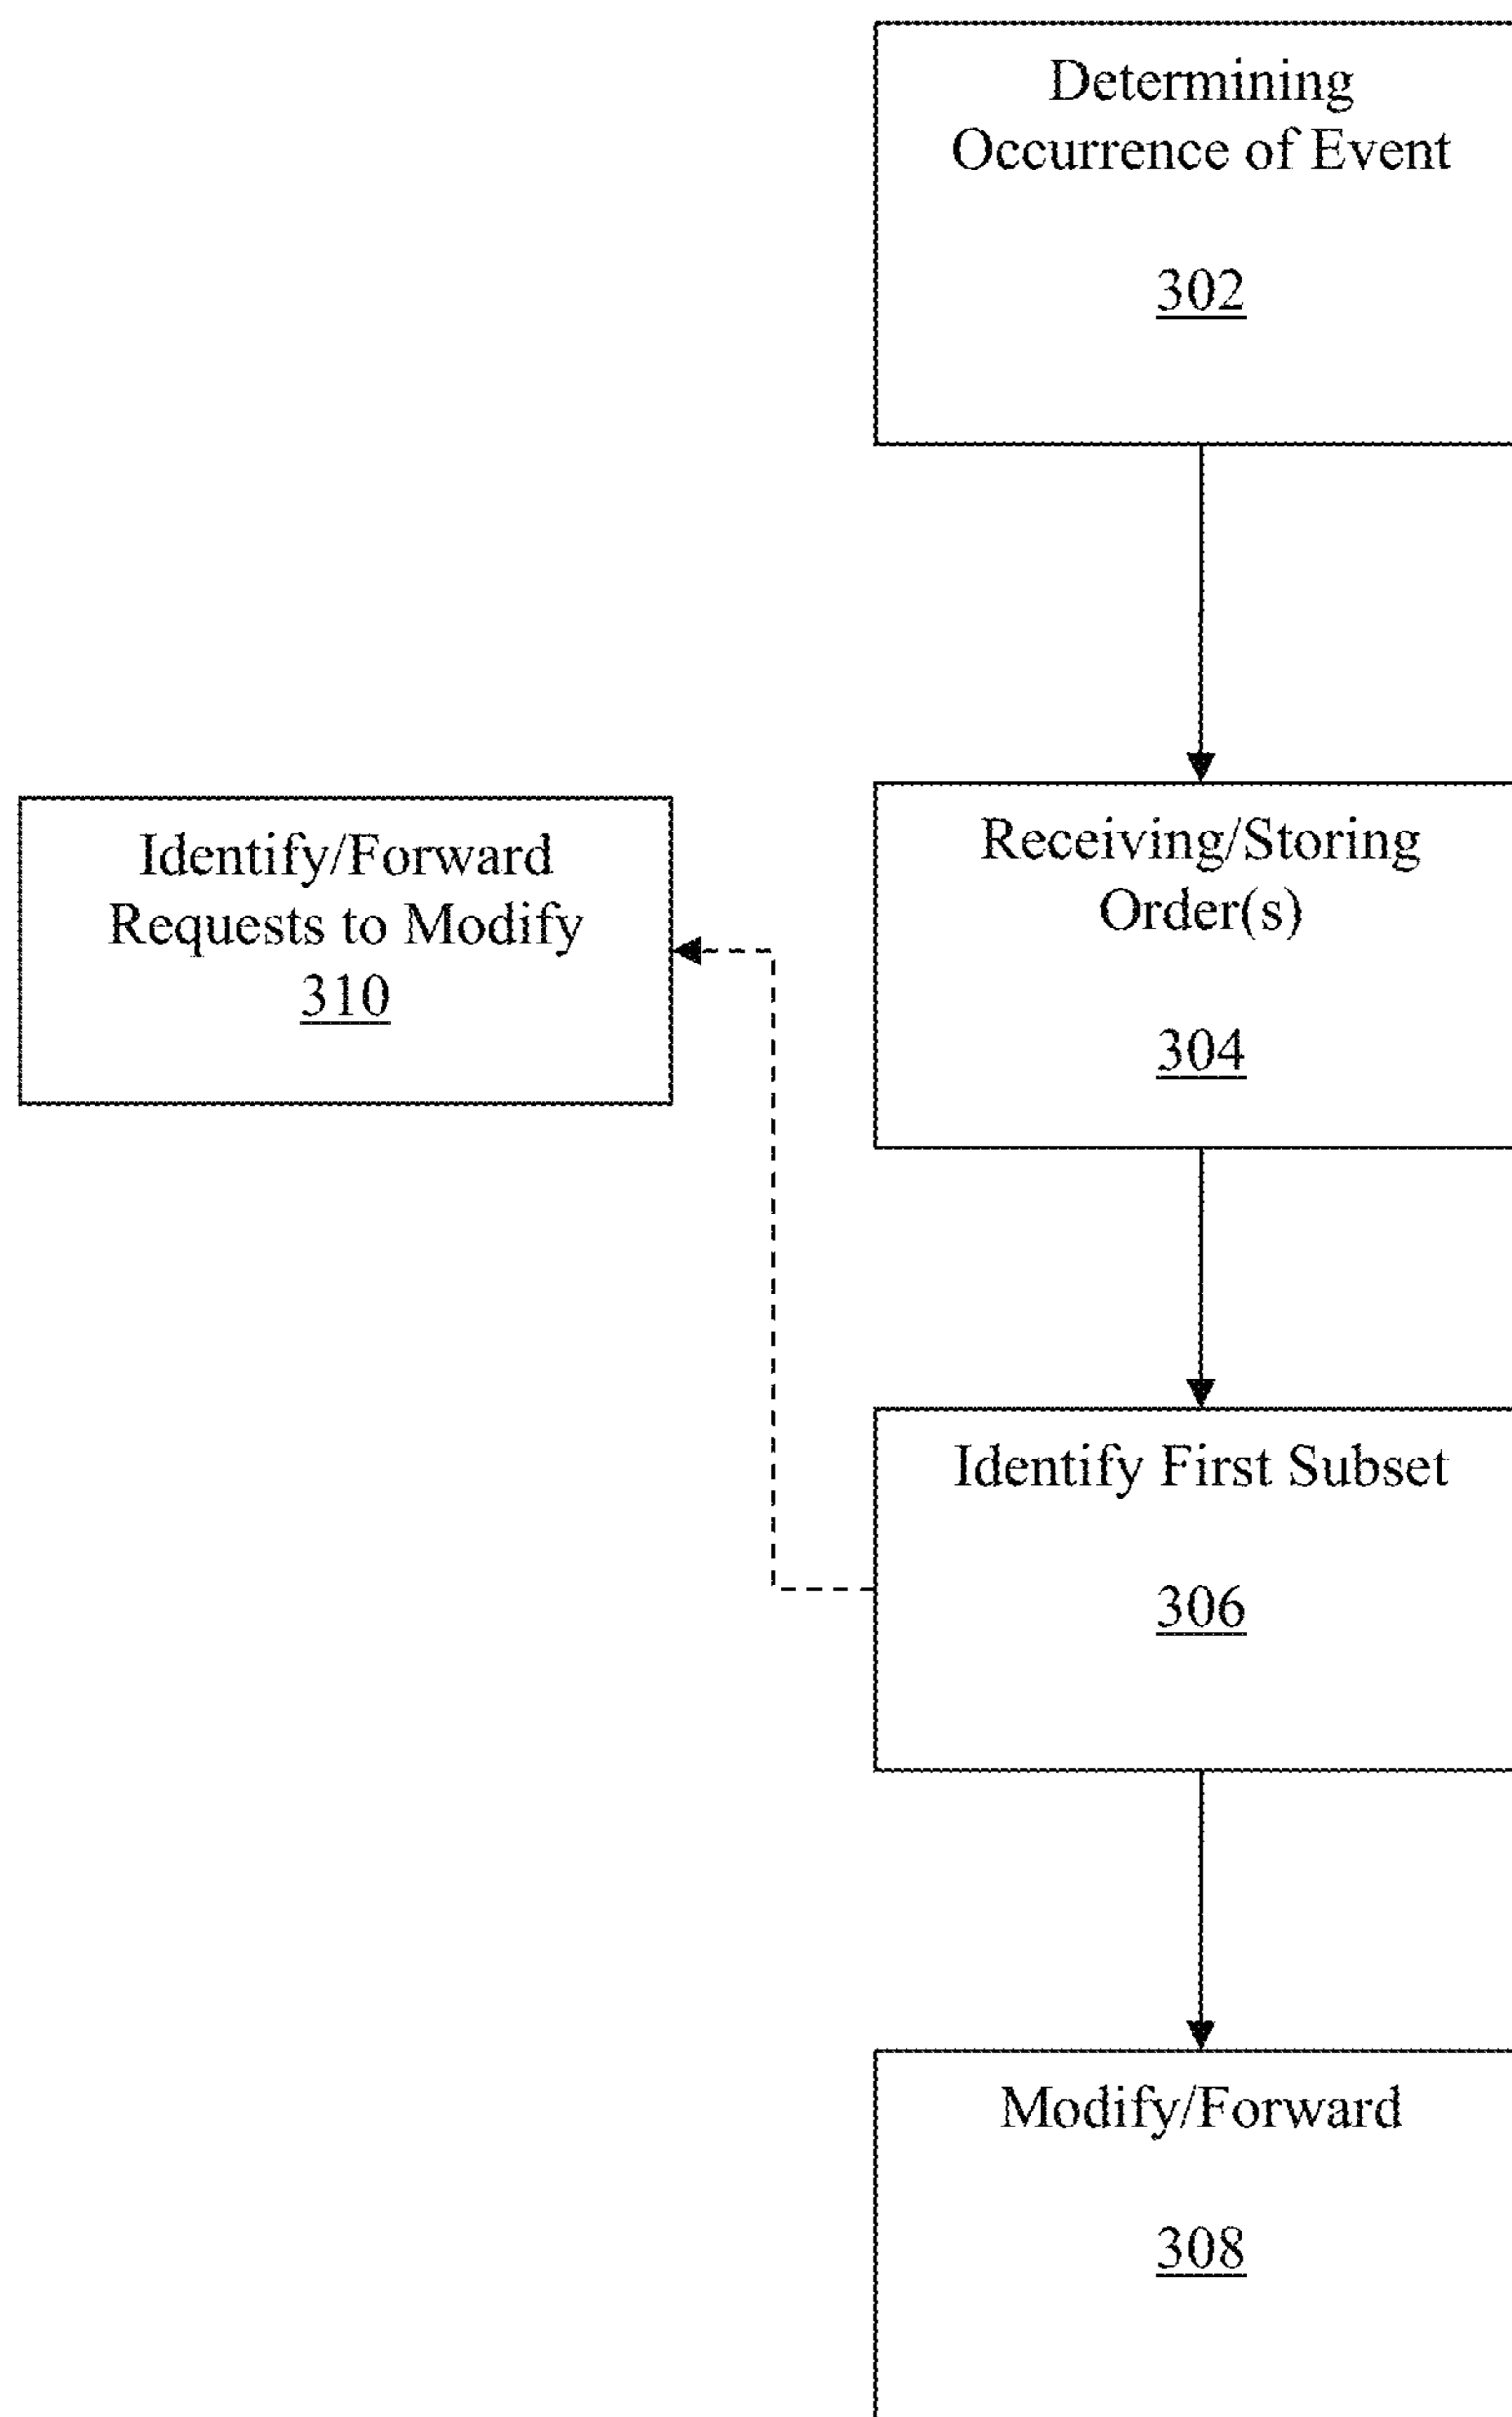 Determining
Occurrence of Event
302
Identify/Forward
Requests to Modify
310
Receiving/Storing
Order(s)
304
Identify First Subset
306
Modify/Forward
308